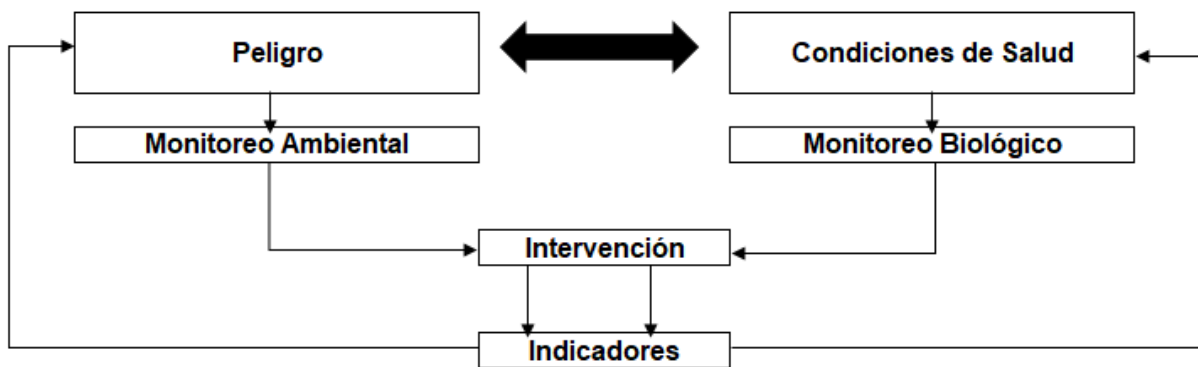 Peligro
Condiciones de Salud
Monitoreo Ambiental
Monitoreo Biológico
Intervención
Indicadores